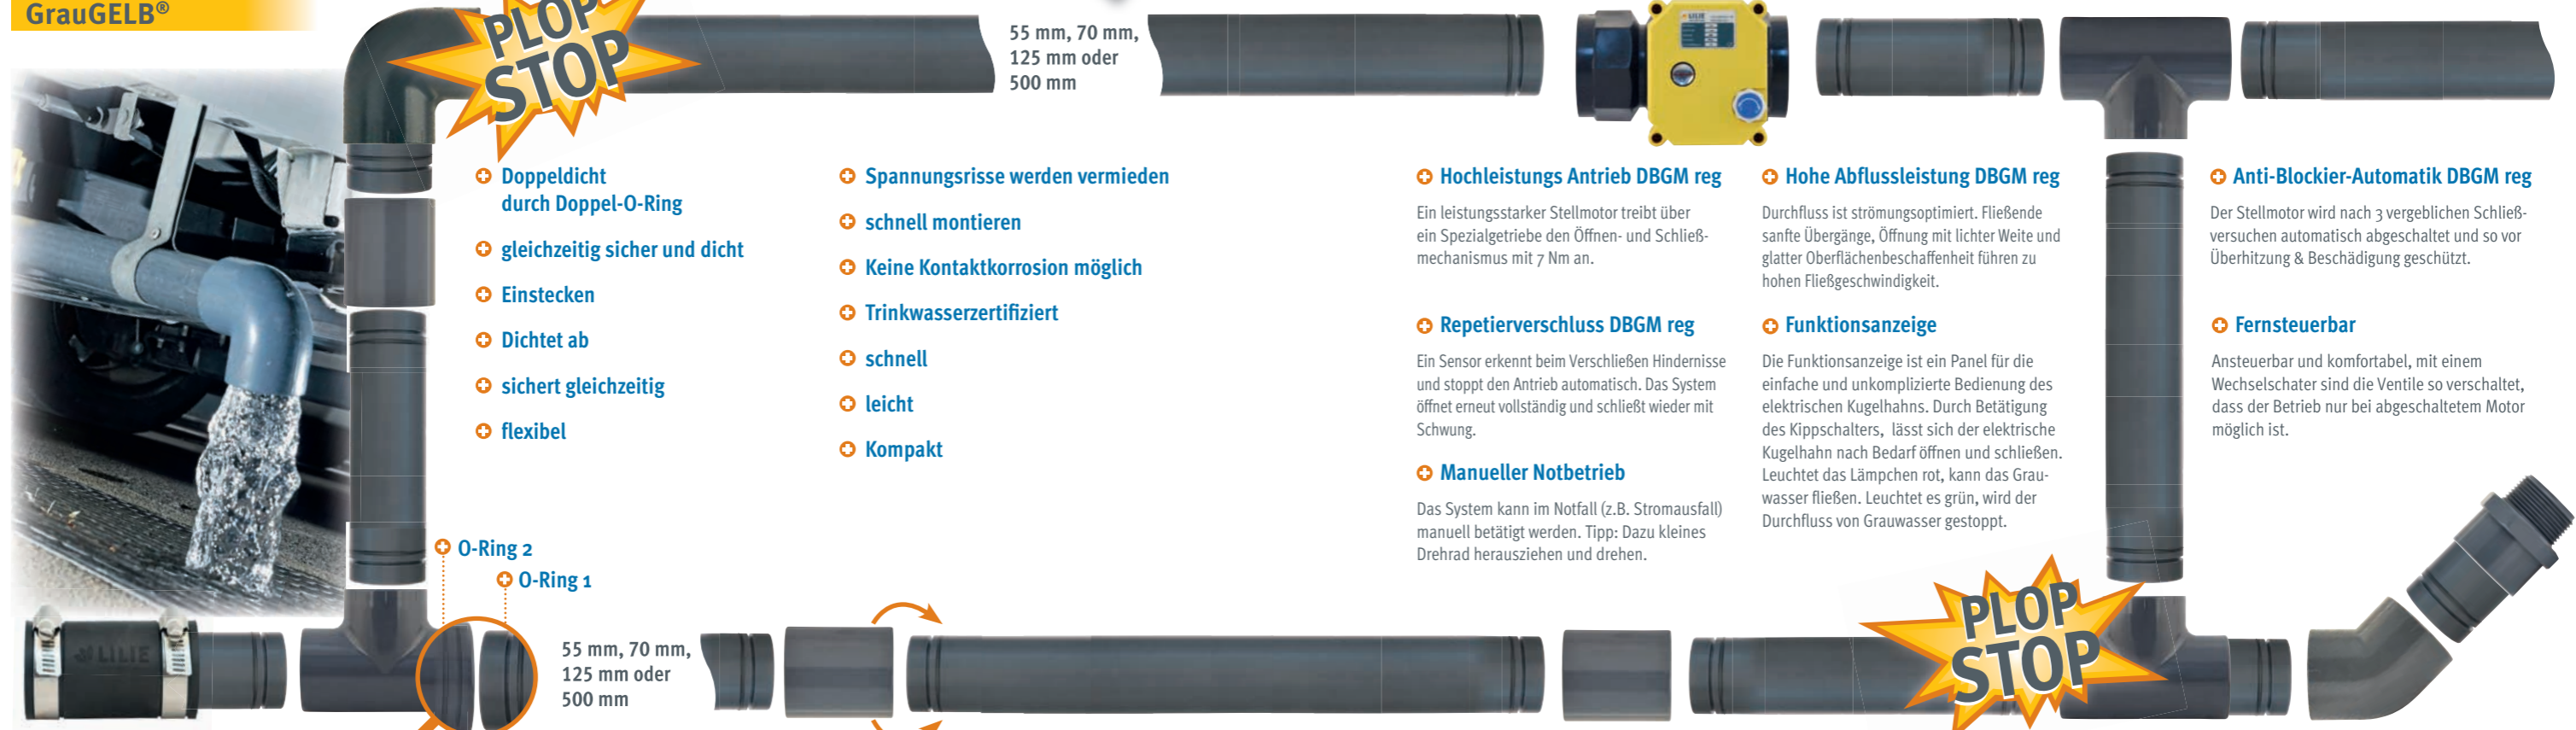 GrauGELB®
PLOP
STOP
55 mm, 70 mm,
125 mm oder
500 mm
LILIE
Doppeldicht
durch Doppel-O-Ring
gleichzeitig sicher und dicht
Einstecken
Dichtet ab
sichert gleichzeitig
flexibel
Spannungsrisse werden vermieden
schnell montieren
Keine Kontaktkorrosion möglich
Trinkwasserzertifiziert
schnell
leicht
Kompakt
Hochleistungs Antrieb DBGM reg
Ein leistungsstarker Stellmotor treibt über
ein Spezialgetriebe den Öffnen- und Schließ-
mechanismus mit 7 Nm an.
Repetierverschluss DBGM reg
Ein Sensor erkennt beim Verschließen Hindernisse
und stoppt den Antrieb automatisch. Das System
öffnet erneut vollständig und schließt wieder mit
Schwung.
Manueller Notbetrieb
Das System kann im Notfall (z.B. Stromausfall)
manuell betätigt werden. Tipp: Dazu kleines
Drehrad herausziehen und drehen.
Hohe Abflussleistung DBGM reg
Durchfluss ist strömungsoptimiert. Fließende
sanfte Übergänge, Öffnung mit lichter Weite und
glatter Oberflächenbeschaffenheit führen zu
hohen Fließgeschwindigkeit.
Funktionsanzeige
Die Funktionsanzeige ist ein Panel für die
einfache und unkomplizierte Bedienung des
elektrischen Kugelhahns. Durch Betätigung
des Kippschalters, lässt sich der elektrische
Kugelhahn nach Bedarf öffnen und schließen.
Leuchtet das Lämpchen rot, kann das Grau-
wasser fließen. Leuchtet es grün, wird der
Durchfluss von Grauwasser gestoppt.
Anti-Blockier-Automatik DBGM reg
Der Stellmotor wird nach 3 vergeblichen Schließ-
versuchen automatisch abgeschaltet und so vor
Überhitzung & Beschädigung geschützt.
Fernsteuerbar
Ansteuerbar und komfortabel, mit einem
Wechselschater sind die Ventile so verschaltet,
dass der Betrieb nur bei abgeschaltetem Motor
möglich ist.
O-Ring 2
O-Ring 1
LILIE
55 mm, 70 mm,
125 mm oder
500 mm
PLOP
STOP